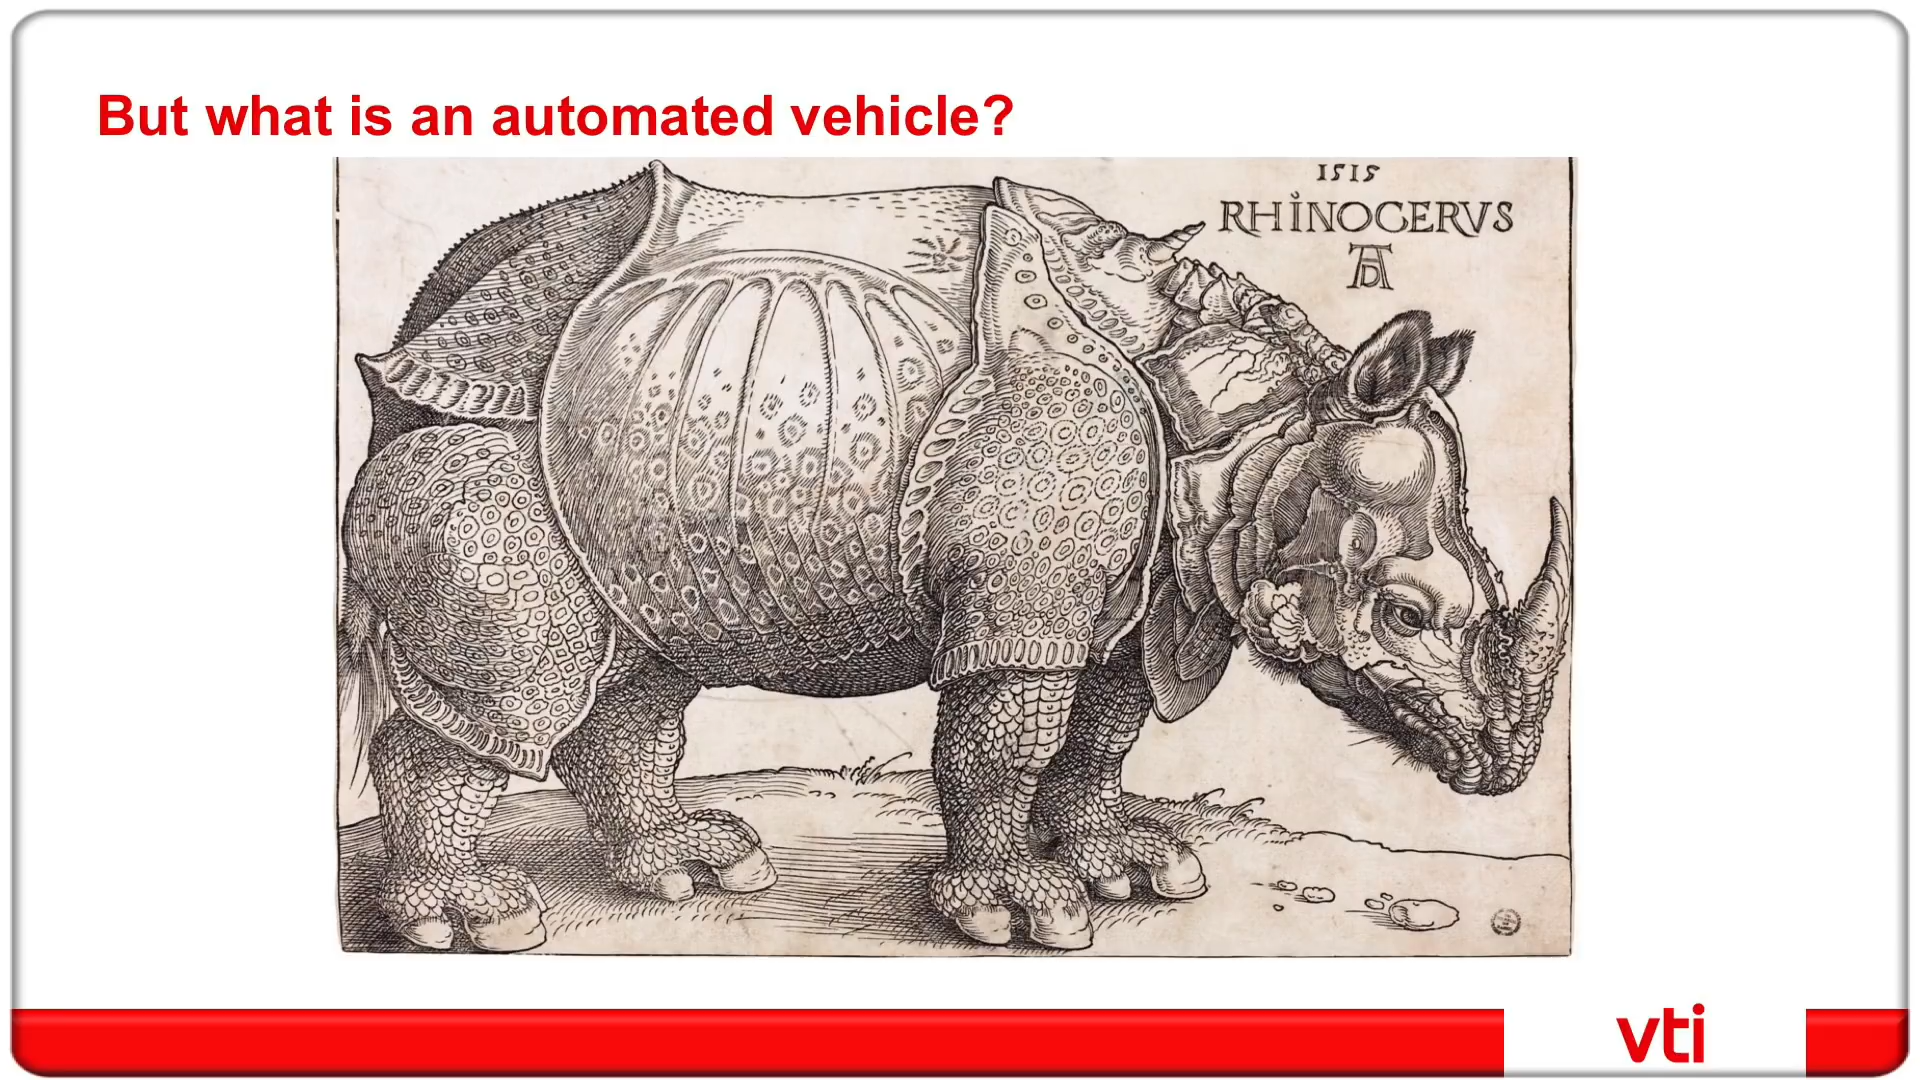 But what is an automated vehicle?
1515
RHINOCERVS
AD
vti